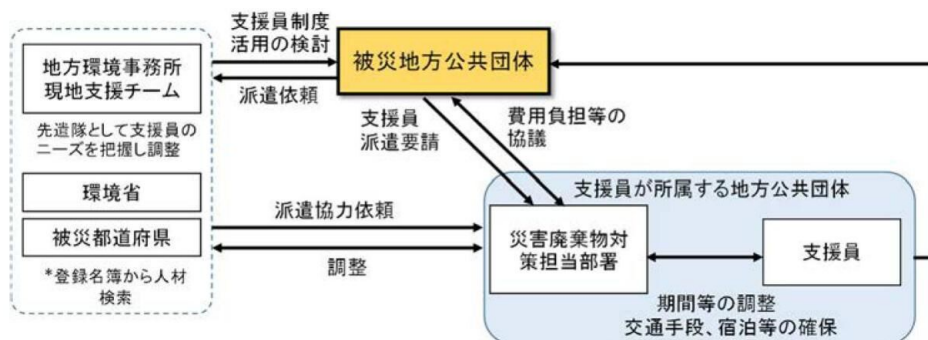 地方環境事務所
現地支援チーム
先遣隊として支援員の
ニーズを把握し調整
環境省
被災都道府県
*登録名簿から人材
検索
支援員制度
活用の検討
派遣依頼
被災地方公共団体
支援員
派遣要請
費用負担等の
協議
派遣協力依頼
調整
支援員が所属する地方公共団体
災害廃棄物対
策担当部署
支援員
期間等の調整
交通手段、宿泊等の確保